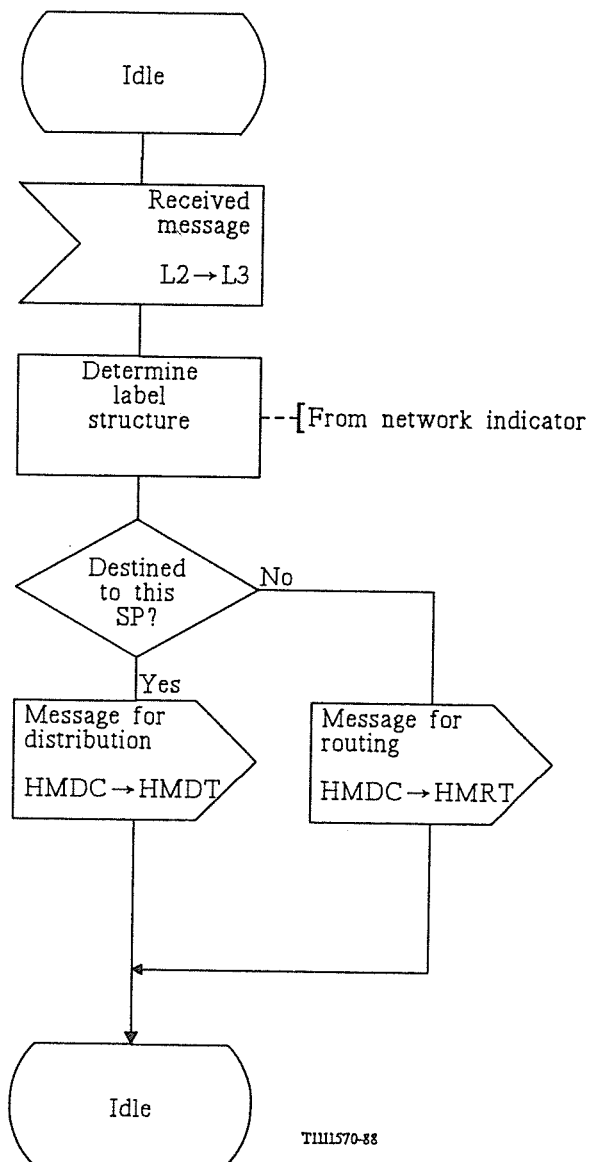 Idle
Received
message
L2→L3
Determine
label
structure
From network indicator
Destined
to this
SP?
No
Yes
Message for
distribution
HMDC→HMDT
Message for
routing
HMDC→HMRT
Idle
T1111570-88